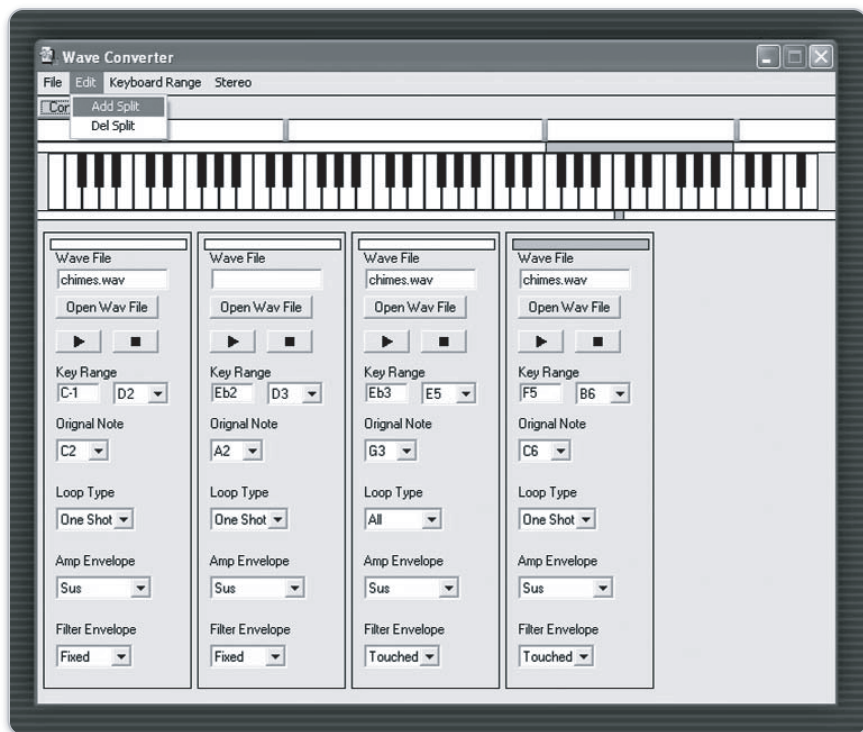 Wave Converter
File Edit Keyboard Range Stereo
Add Split
Del Split
Wave File Wave File Wave File Wave File
chimes.wav chimes.wav chimes.wav
Open Wav File Open Wav File Open Wav File Open Wav File
Key Range Key Range Key Range Key Range
C-1 D2 Eb2 D3 Eb3 E5 F5 B6
Orignal Note Orignal Note Orignal Note Orignal Note
C2 A2 G3 C6
Loop Type Loop Type Loop Type Loop Type
One Shot One Shot All One Shot
Amp Envelope Amp Envelope Amp Envelope Amp Envelope
Sus Sus Sus Sus
Filter Envelope Filter Envelope Filter Envelope Filter Envelope
Fixed Fixed Touched Touched